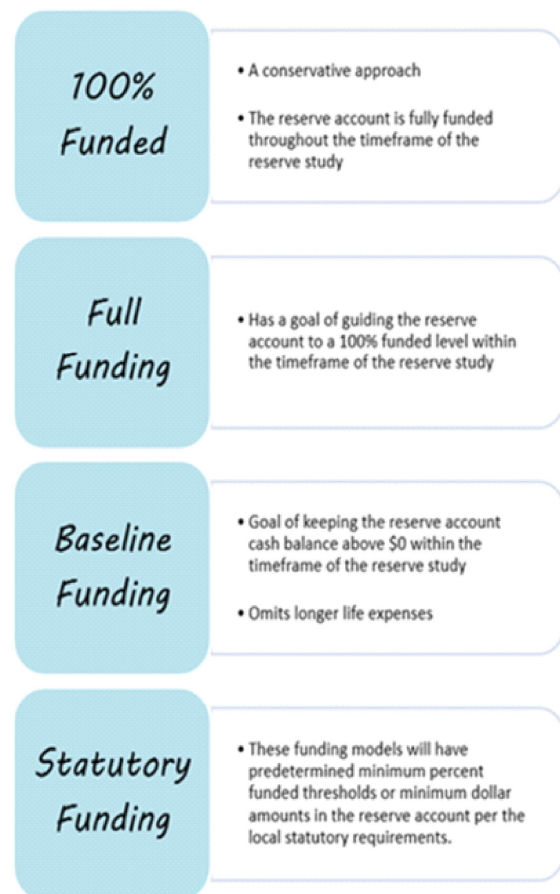 100%
Funded
• A conservative approach
• The reserve account is fully funded
throughout the timeframe of the
reserve study
Full
Funding
• Has a goal of guiding the reserve
account to a 100% funded level within
the timeframe of the reserve study
Baseline
Funding
• Goal of keeping the reserve account
cash balance above $0 within the
timeframe of the reserve study
• Omits longer life expenses
Statutory
Funding
• These funding models will have
predetermined minimum percent
funded thresholds or minimum dollar
amounts in the reserve account per the
local statutory requirements.